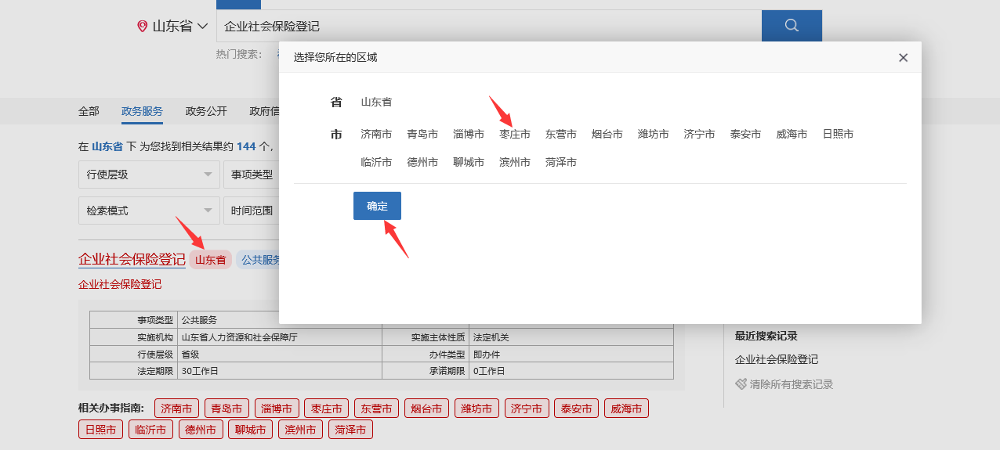 山东省
企业社会保险登记
热门搜索：
选择您所在的区域
省 山东省
市 济南市 青岛市 淄博市 枣庄市 东营市 烟台市 潍坊市 济宁市 泰安市 威海市 日照市
临沂市 德州市 聊城市 滨州市 菏泽市
确定
全部 政务服务 政务公开 政府信
在 山东省 下 为您找到相关结果约 144 个，
行使层级 事项类型
检索模式 时间范围
企业社会保险登记 山东省 公共服务
企业社会保险登记
事项类型 公共服务
实施机构 山东省人力资源和社会保障厅 实施主体性质 法定机关
行使层级 省级 办件类型 即办件
法定期限 30工作日 承诺期限 0工作日
相关办事指南: 济南市 青岛市 淄博市 枣庄市 东营市 烟台市 潍坊市 济宁市 泰安市 威海市
日照市 临沂市 德州市 聊城市 滨州市 菏泽市
最近搜索记录
企业社会保险登记
清除所有搜索记录